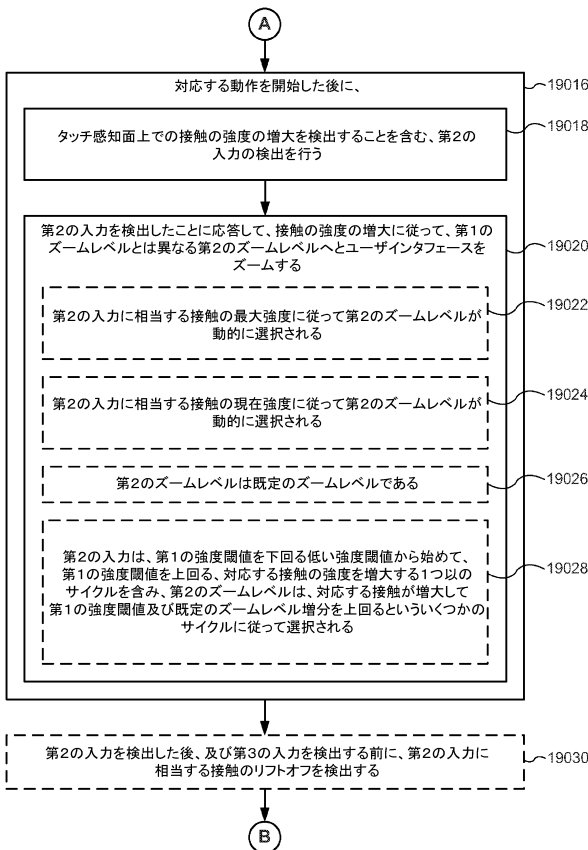 A
対応する動作を開始した後に、
19016
タッチ感知面上での接触の強度の増大を検出することを含む、第2の
入力の検出を行う
19018
第2の入力を検出したことに応答して、接触の強度の増大に従って、第1の
ズームレベルとは異なる第2のズームレベルへとユーザインタフェースを
ズームする
19020
第2の入力に相当する接触の最大強度に従って第2のズームレベルが
動的に選択される
19022
第2の入力に相当する接触の現在強度に従って第2のズームレベルが
動的に選択される
19024
第2のズームレベルは既定のズームレベルである
19026
第2の入力は、第1の強度閾値を下回る低い強度閾値から始めて、
第1の強度閾値を上回る、対応する接触の強度を増大する1つ以の
サイクルを含み、第2のズームレベルは、対応する接触が増大して
第1の強度閾値及び既定のズームレベル増分を上回るといういくつかの
サイクルに従って選択される
19028
第2の入力を検出した後、及び第3の入力を検出する前に、第2の入力に
相当する接触のリフトオフを検出する
19030
B